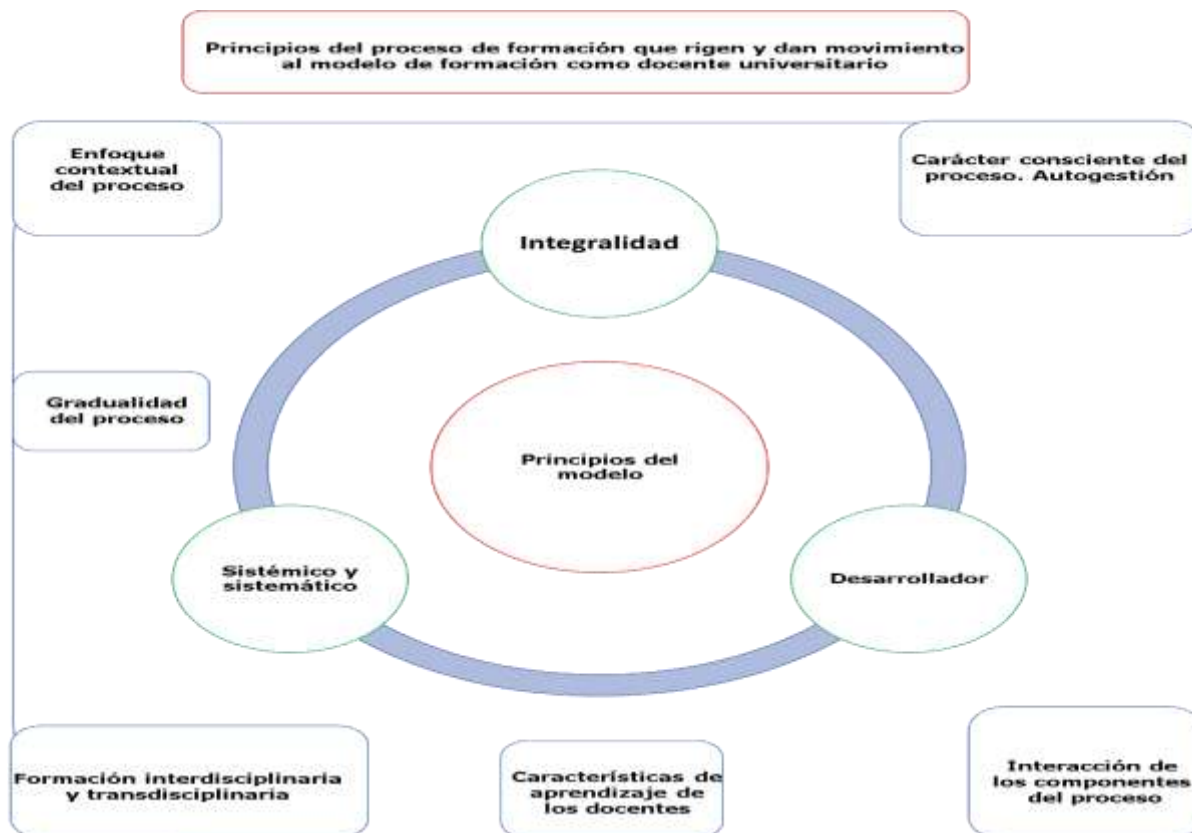 Principios del proceso de formación que rigen y dan movimiento
al modelo de formación como docente universitario
Enfoque
contextual
del proceso
Carácter consciente del
proceso. Autogestión
Integralidad
Gradualidad
del proceso
Principios del
modelo
Sistémico y
sistemático
Desarrollador
Formación interdisciplinaria
y transdisciplinaria
Características de
aprendizaje de
los docentes
Interacción de
los componentes
del proceso